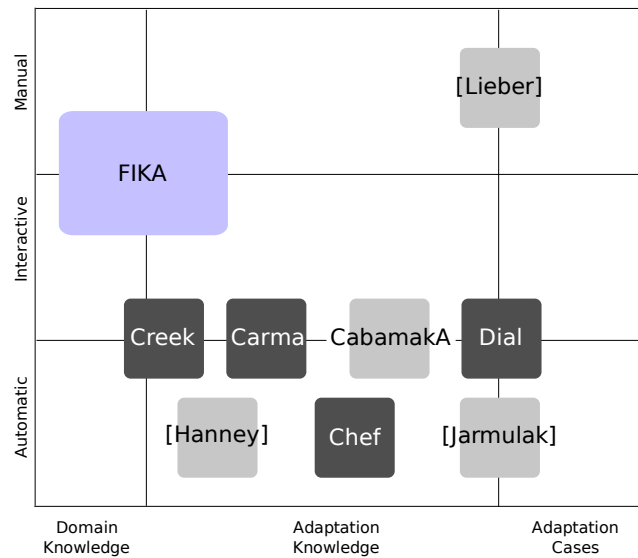 Manual
[Lieber]
FIKA
Interactive
Creek
Carma
CabamakA
Dial
Automatic
[Hanney]
Chef
[Jarmulak]
Domain
Knowledge
Adaptation
Knowledge
Adaptation
Cases